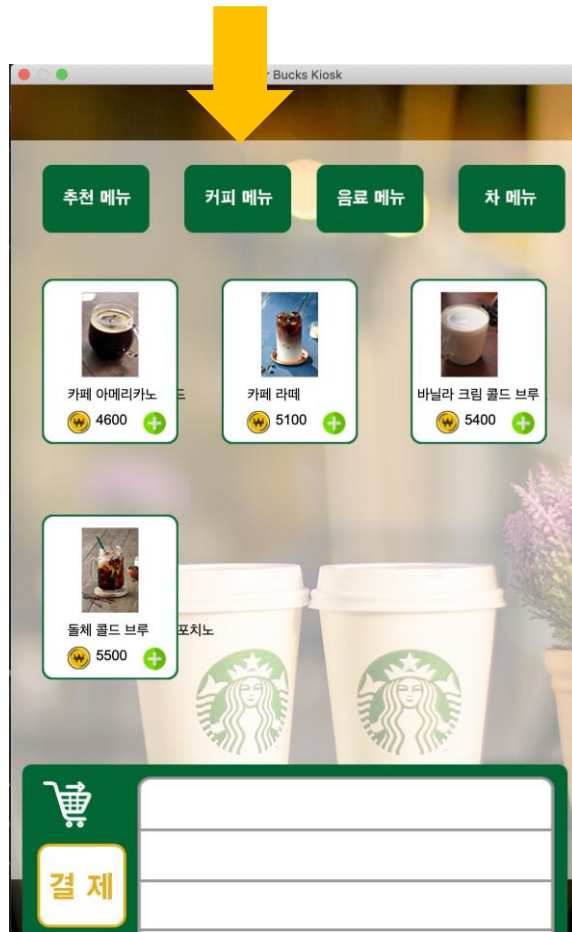 Bucks Kiosk
추천 메뉴
커피 메뉴
음료 메뉴
차 메뉴
카페 아메리카노 드
카페 라떼
바닐라 크림 콜드 브루
4600
5100
5400
돌체 콜드 브루 포치노
5500
결 제